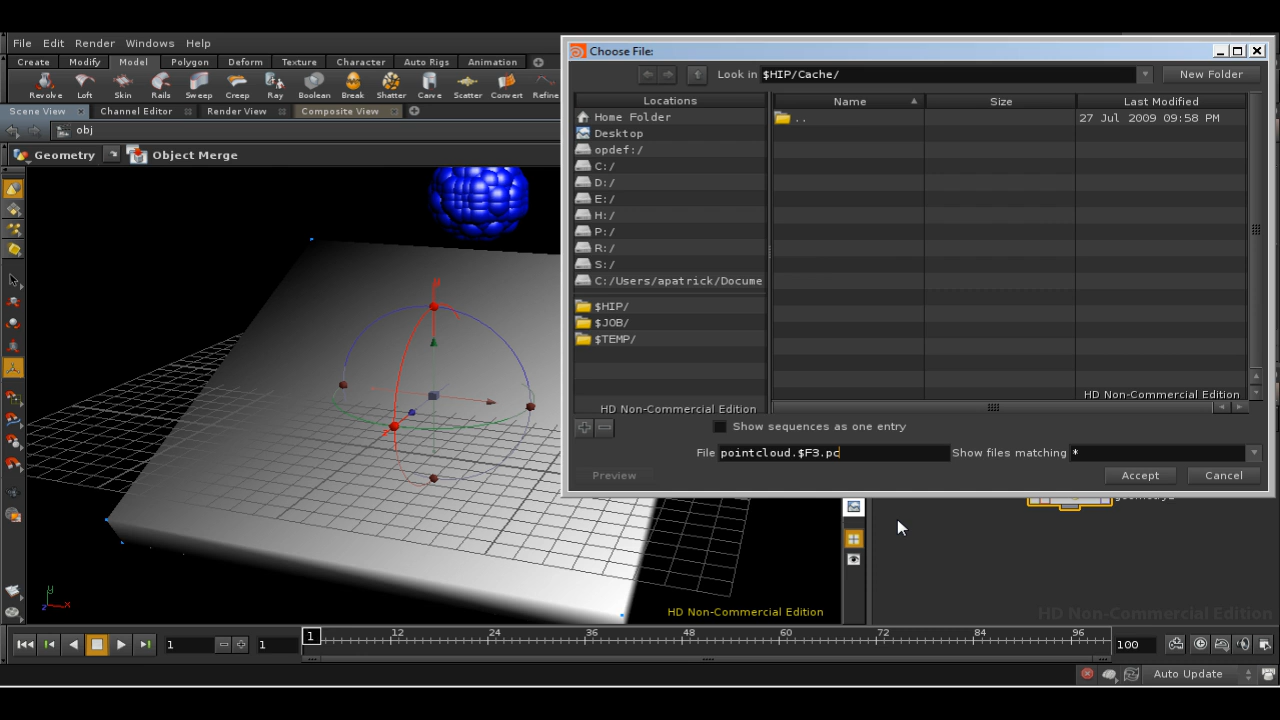 File Edit Render Windows Help
Create Modify Model Polygon Deform Texture Character Auto Rigs Animation
Revolve Loft Skin Rails Sweep Creep Ray Boolean Break Shatter Carve Scatter Convert Refine
Scene View Channel Editor Render View Composite View
obj
Geometry Object Merge
Choose File:
Look in $HIP/Cache/ New Folder
Locations Name Size Last Modified
Home Folder .. 27 Jul 2009 09:58 PM
Desktop
opdef:/
C:/
D:/
E:/
H:/
P:/
R:/
S:/
C:/Users/apatrick/Docume
$HIP/
$JOB/
$TEMP/
HD Non-Commercial Edition
HD Non-Commercial Edition
Show sequences as one entry
File pointcloud.$F3.pc Show files matching *
Preview Accept Cancel
y
z
y
z x
HD Non-Commercial Edition
HD Non-Commercial Edition
1 1 1 12 24 36 48 60 72 84 96 100
Auto Update